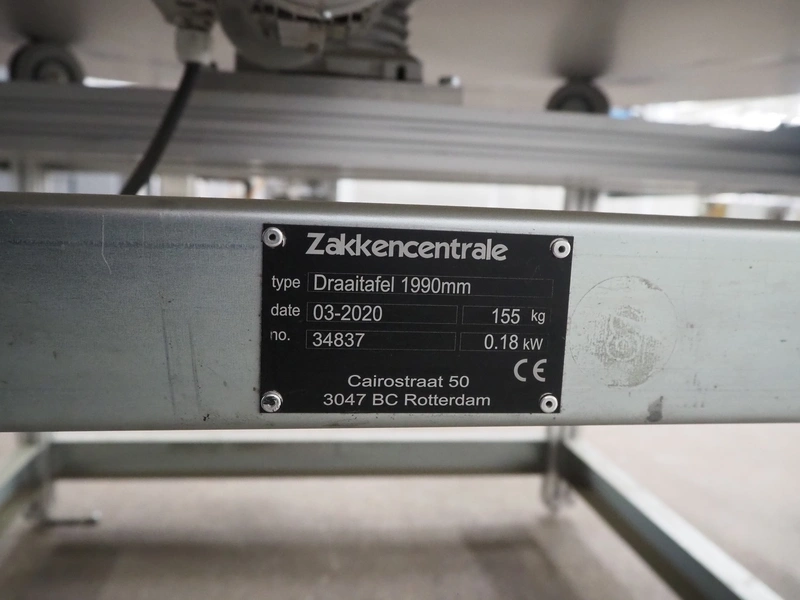 Zakkencentrale
type Draaitafel 1990mm
date 03-2020 155 kg
no. 34837 0.18 kW
CE
Cairostraat 50
3047 BC Rotterdam